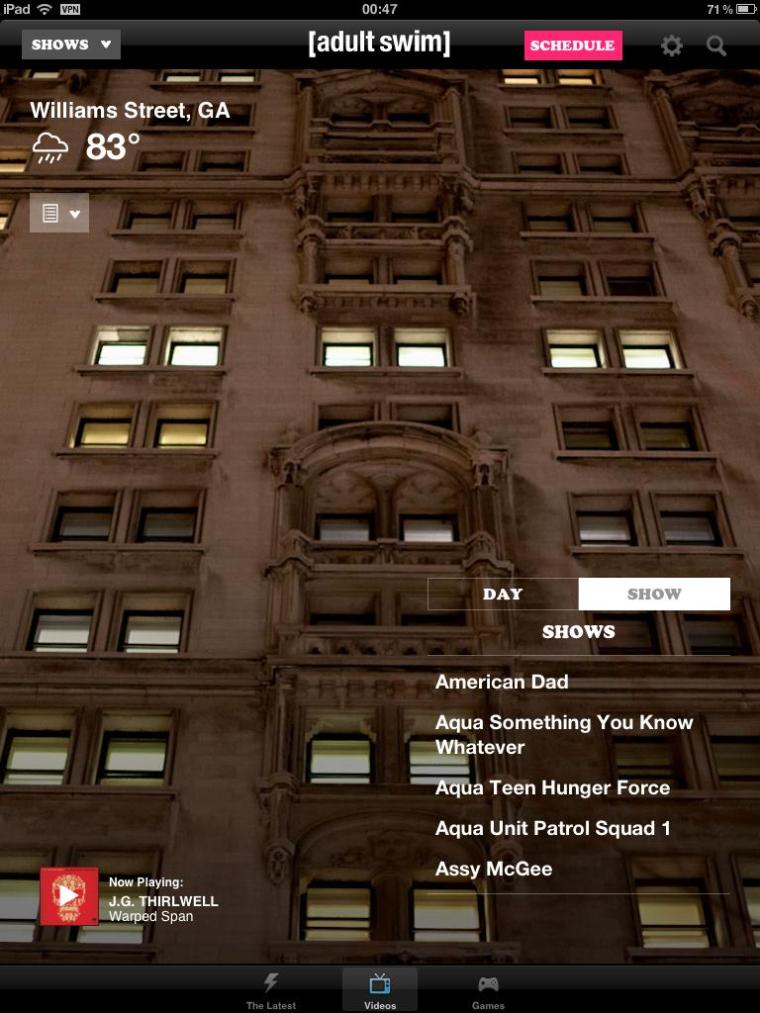 iPad VPN 00:47 71 %
SHOWS [adult swim] SCHEDULE
Williams Street, GA
83°
DAY SHOW
SHOWS
American Dad
Aqua Something You Know
Whatever
Aqua Teen Hunger Force
Aqua Unit Patrol Squad 1
Assy McGee
Now Playing:
J.G. THIRLWELL
Warped Span
The Latest Videos Games